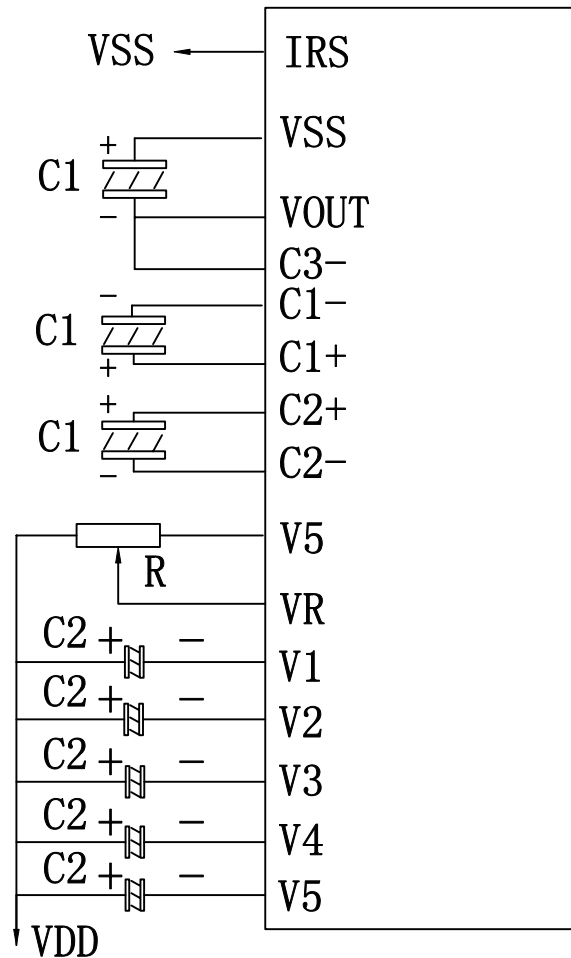 VSS IRS
+ VSS
C1
- VOUT
C3-
- C1-
C1
+ C1+
+ C2+
C1
- C2-
V5
R
VR
C2 + - V1
C2 + - V2
C2 + - V3
C2 + - V4
C2 + - V5
VDD